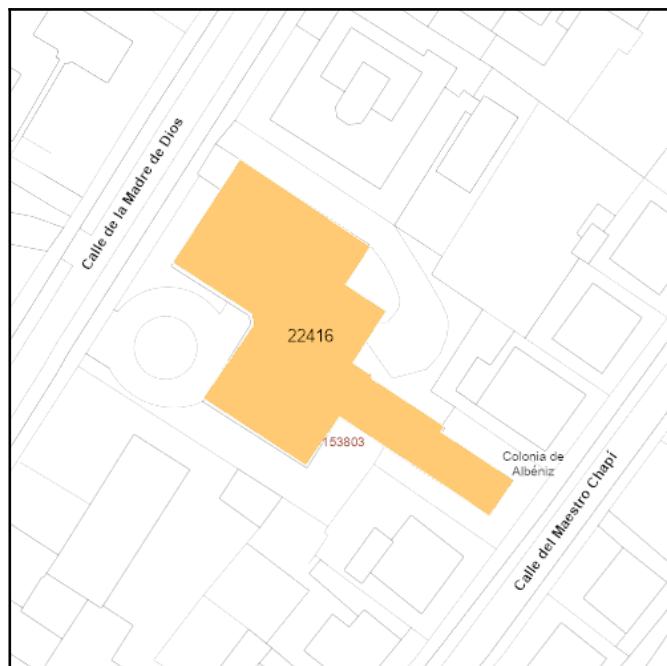 Calle de la Madre de Dios
22416
153803
Colonia de
Albéniz
Calle del Maestro Chapí